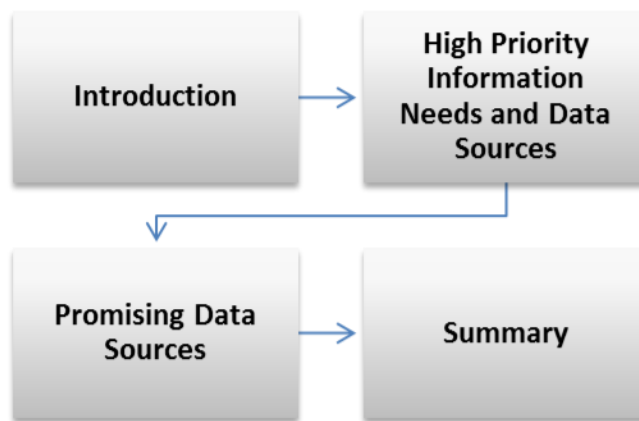 Introduction
High Priority
Information
Needs and Data
Sources
Promising Data
Sources
Summary